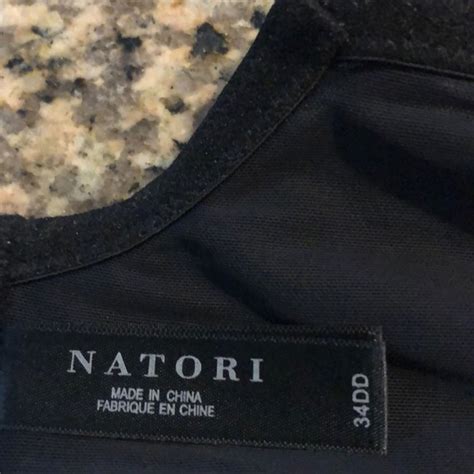 NATORI
MADE IN CHINA
FABRIQUE EN CHINE
34DD